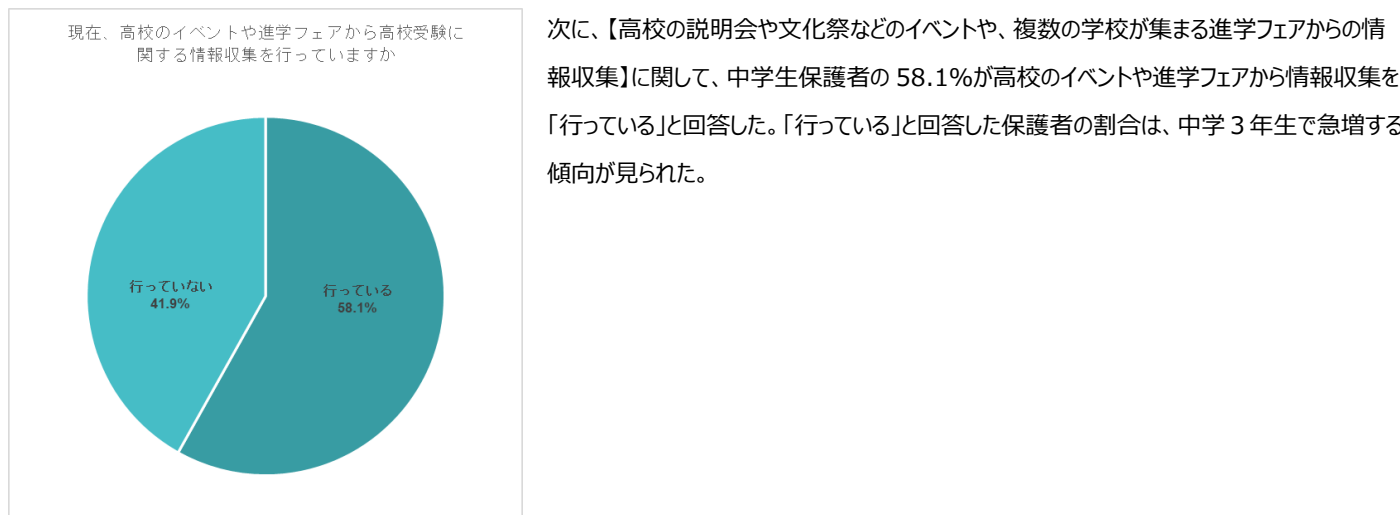 現在、高校のイベントや進学フェアから高校受験に
関する情報収集を行っていますか
行っていない
41.9%
行っている
58.1%
次に、【高校の説明会や文化祭などのイベントや、複数の学校が集まる進学フェアからの情
報収集】に関して、中学生保護者の 58.1%が高校のイベントや進学フェアから情報収集を
「行っている」と回答した。「行っている」と回答した保護者の割合は、中学 3 年生で急増する
傾向が見られた。